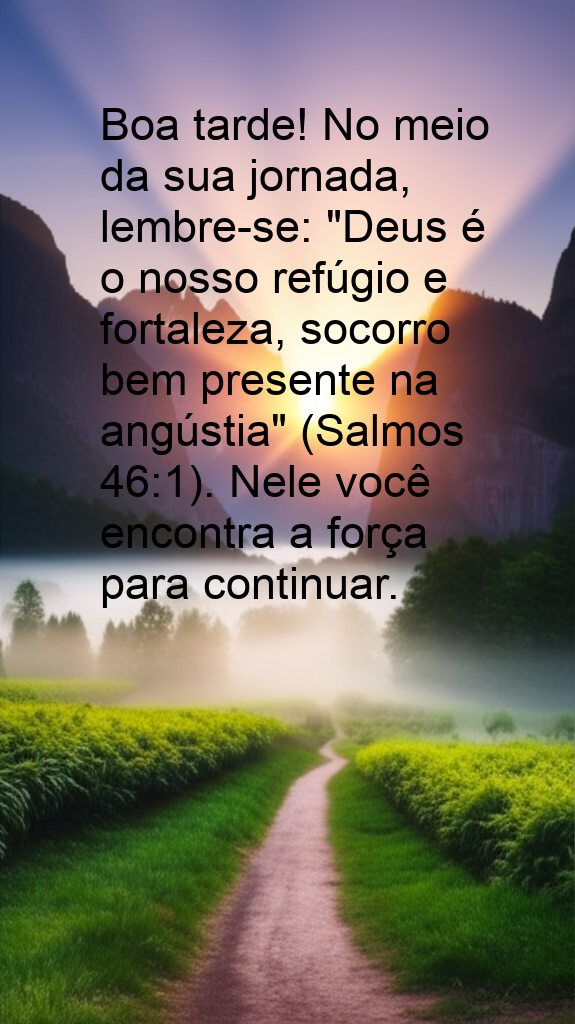 Boa tarde! No meio
da sua jornada,
lembre-se: "Deus é
o nosso refúgio e
fortaleza, socorro
bem presente na
angústia" (Salmos
46:1). Nele você
encontra a força
para continuar.